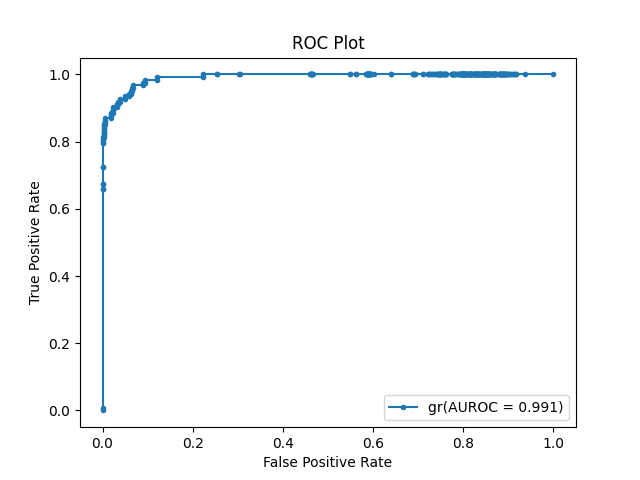 ROC Plot
True Positive Rate
1.0
0.8
0.6
0.4
0.2
0.0
gr(AUROC = 0.991)
0.0 0.2 0.4 0.6 0.8 1.0
False Positive Rate